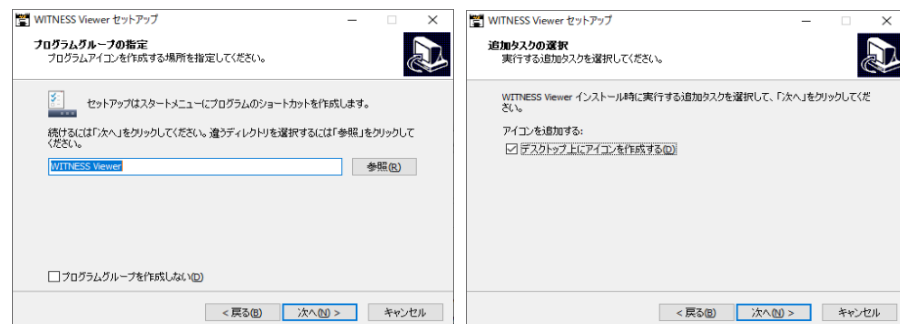 WITNESS Viewer セットアップ
プログラムグループの指定
プログラムアイコンを作成する場所を指定してください。
セットアップはスタートメニューにプログラムのショートカットを作成します。
続けるには「次へ」をクリックしてください。違うディレクトリを選択するには「参照」をクリックして
ください。
WITNESS Viewer
参照(R)
プログラムグループを作成しない(D)
< 戻る(B)
次へ(N) >
キャンセル
WITNESS Viewer セットアップ
追加タスクの選択
実行する追加タスクを選択してください。
WITNESS Viewer インストール時に実行する追加タスクを選択して、「次へ」をクリックしてくだ
さい。
アイコンを追加する:
デスクトップ上にアイコンを作成する(D)
< 戻る(B)
次へ(N) >
キャンセル